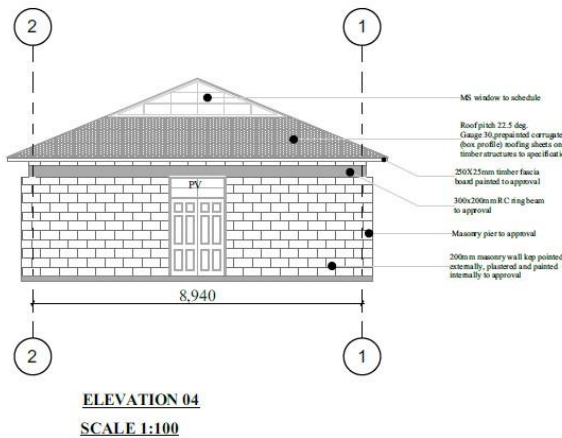 2
1
MS window to schedule
Roof pitch 22.5 deg.
Gauge 30,prepainted corrugate
(box profile) roofing sheets on
timber structures to specificati
250X25mm timber fascia
board painted to approval
300x200mm RC ring beam
to approval
PV
Masonry pier to approval
200mm masonry wall kep pointed
externally, plastered and painted
internally to approval
8,940
2
1
ELEVATION 04
SCALE 1:100